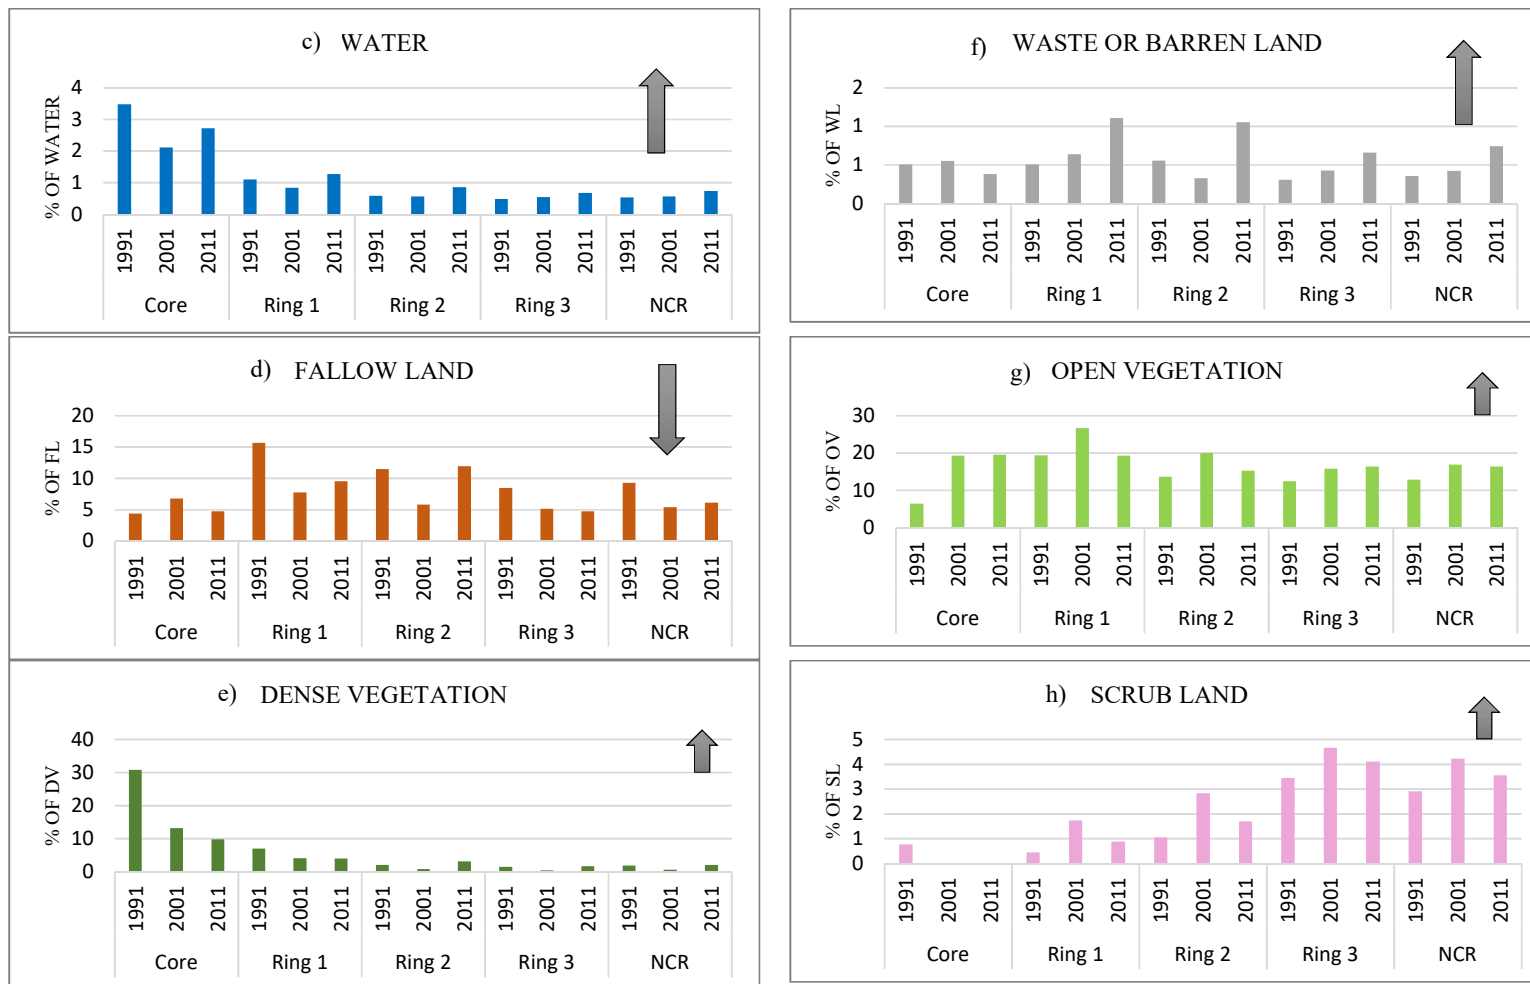 c) WATER
% OF WATER
4
3
2
1
0
1991 2001 2011 1991 2001 2011 1991 2001 2011 1991 2001 2011 1991 2001 2011
Core Ring 1 Ring 2 Ring 3 NCR
d) FALLOW LAND
% OF FL
20
15
10
5
0
1991 2001 2011 1991 2001 2011 1991 2001 2011 1991 2001 2011 1991 2001 2011
Core Ring 1 Ring 2 Ring 3 NCR
e) DENSE VEGETATION
% OF DV
40
30
20
10
0
1991 2001 2011 1991 2001 2011 1991 2001 2011 1991 2001 2011 1991 2001 2011
Core Ring 1 Ring 2 Ring 3 NCR
f) WASTE OR BARREN LAND
% OF WL
2
1
1
0
1991 2001 2011 1991 2001 2011 1991 2001 2011 1991 2001 2011 1991 2001 2011
Core Ring 1 Ring 2 Ring 3 NCR
g) OPEN VEGETATION
% OF OV
30
20
10
0
1991 2001 2011 1991 2001 2011 1991 2001 2011 1991 2001 2011 1991 2001 2011
Core Ring 1 Ring 2 Ring 3 NCR
h) SCRUB LAND
% OF SL
5
4
3
2
1
0
1991 2001 2011 1991 2001 2011 1991 2001 2011 1991 2001 2011 1991 2001 2011
Core Ring 1 Ring 2 Ring 3 NCR